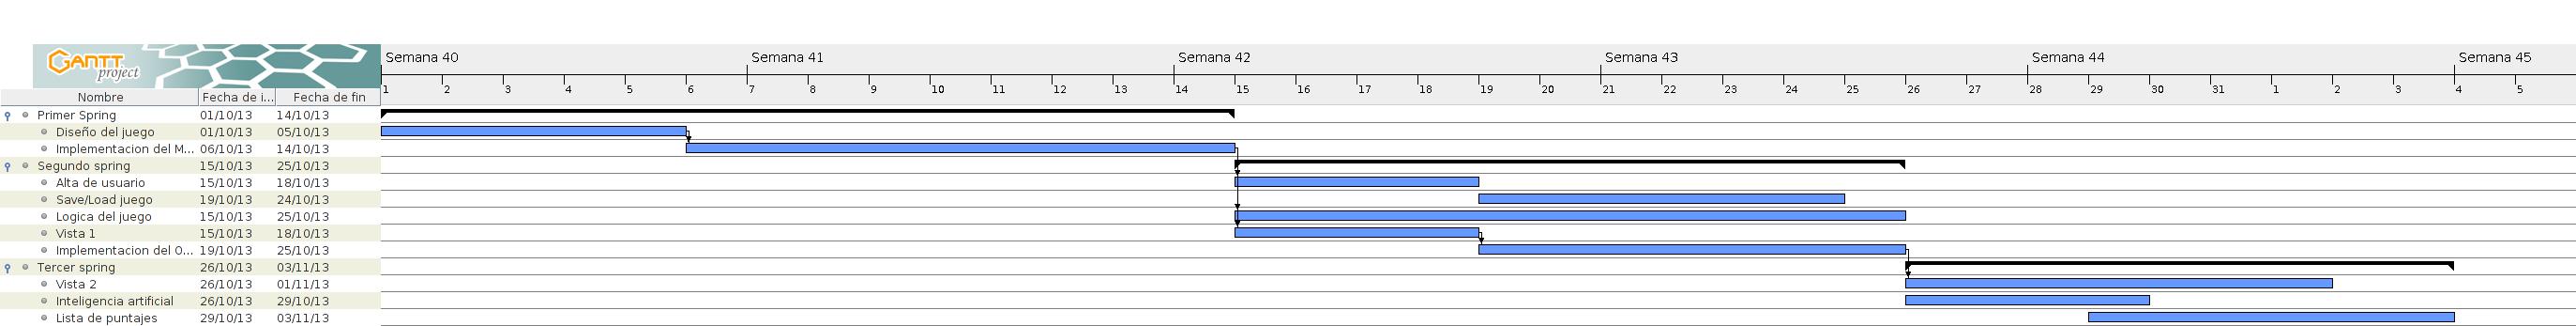 Semana 40 Semana 41 Semana 42 Semana 43 Semana 44 Semana 45
GANTT
project
1 2 3 4 5 6 7 8 9 10 11 12 13 14 15 16 17 18 19 20 21 22 23 24 25 26 27 28 29 30 31 1 2 3 4 5
Nombre Fecha de i... Fecha de fin
Primer Spring 01/10/13 14/10/13
Diseño del juego 01/10/13 05/10/13
Implementacion del M... 06/10/13 14/10/13
Segundo spring 15/10/13 25/10/13
Alta de usuario 15/10/13 18/10/13
Save/Load juego 19/10/13 24/10/13
Logica del juego 15/10/13 25/10/13
Vista 1 15/10/13 18/10/13
Implementacion del O... 19/10/13 25/10/13
Tercer spring 26/10/13 03/11/13
Vista 2 26/10/13 01/11/13
Inteligencia artificial 26/10/13 29/10/13
Lista de puntajes 29/10/13 03/11/13